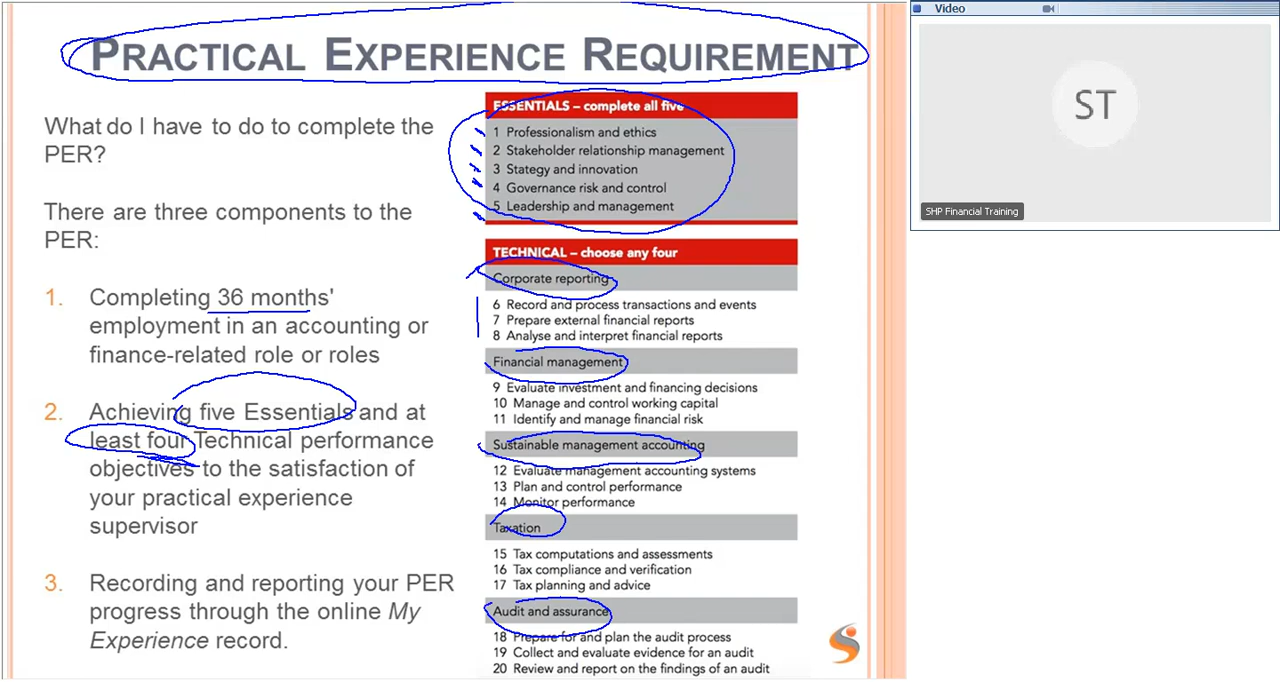 PRACTICAL EXPERIENCE REQUIREMENT
What do I have to do to complete the
PER?
There are three components to the
PER:
1. Completing 36 months'
employment in an accounting or
finance-related role or roles
2. Achieving five Essentials and at
least four Technical performance
objectives to the satisfaction of
your practical experience
supervisor
3. Recording and reporting your PER
progress through the online My
Experience record.
ESSENTIALS – complete all five
1 Professionalism and ethics
2 Stakeholder relationship management
3 Stategy and innovation
4 Governance risk and control
5 Leadership and management
TECHNICAL – choose any four
Corporate reporting
6 Record and process transactions and events
7 Prepare external financial reports
8 Analyse and interpret financial reports
Financial management
9 Evaluate investment and financing decisions
10 Manage and control working capital
11 Identify and manage financial risk
Sustainable management accounting
12 Evaluate management accounting systems
13 Plan and control performance
14 Monitor performance
Taxation
15 Tax computations and assessments
16 Tax compliance and verification
17 Tax planning and advice
Audit and assurance
18 Prepare for and plan the audit process
19 Collect and evaluate evidence for an audit
20 Review and report on the findings of an audit
Video
ST
SHP Financial Training